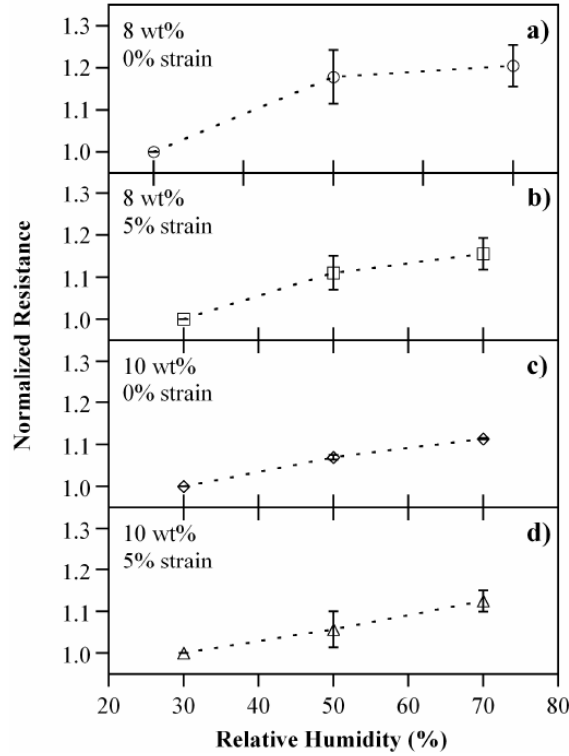 1.3
1.2
1.1
1.0
8 wt%
0% strain
a)
1.3
1.2
1.1
1.0
8 wt%
5% strain
b)
1.3
1.2
1.1
1.0
10 wt%
0% strain
c)
1.3
1.2
1.1
1.0
10 wt%
5% strain
d)
Normalized Resistance
20 30 40 50 60 70 80
Relative Humidity (%)